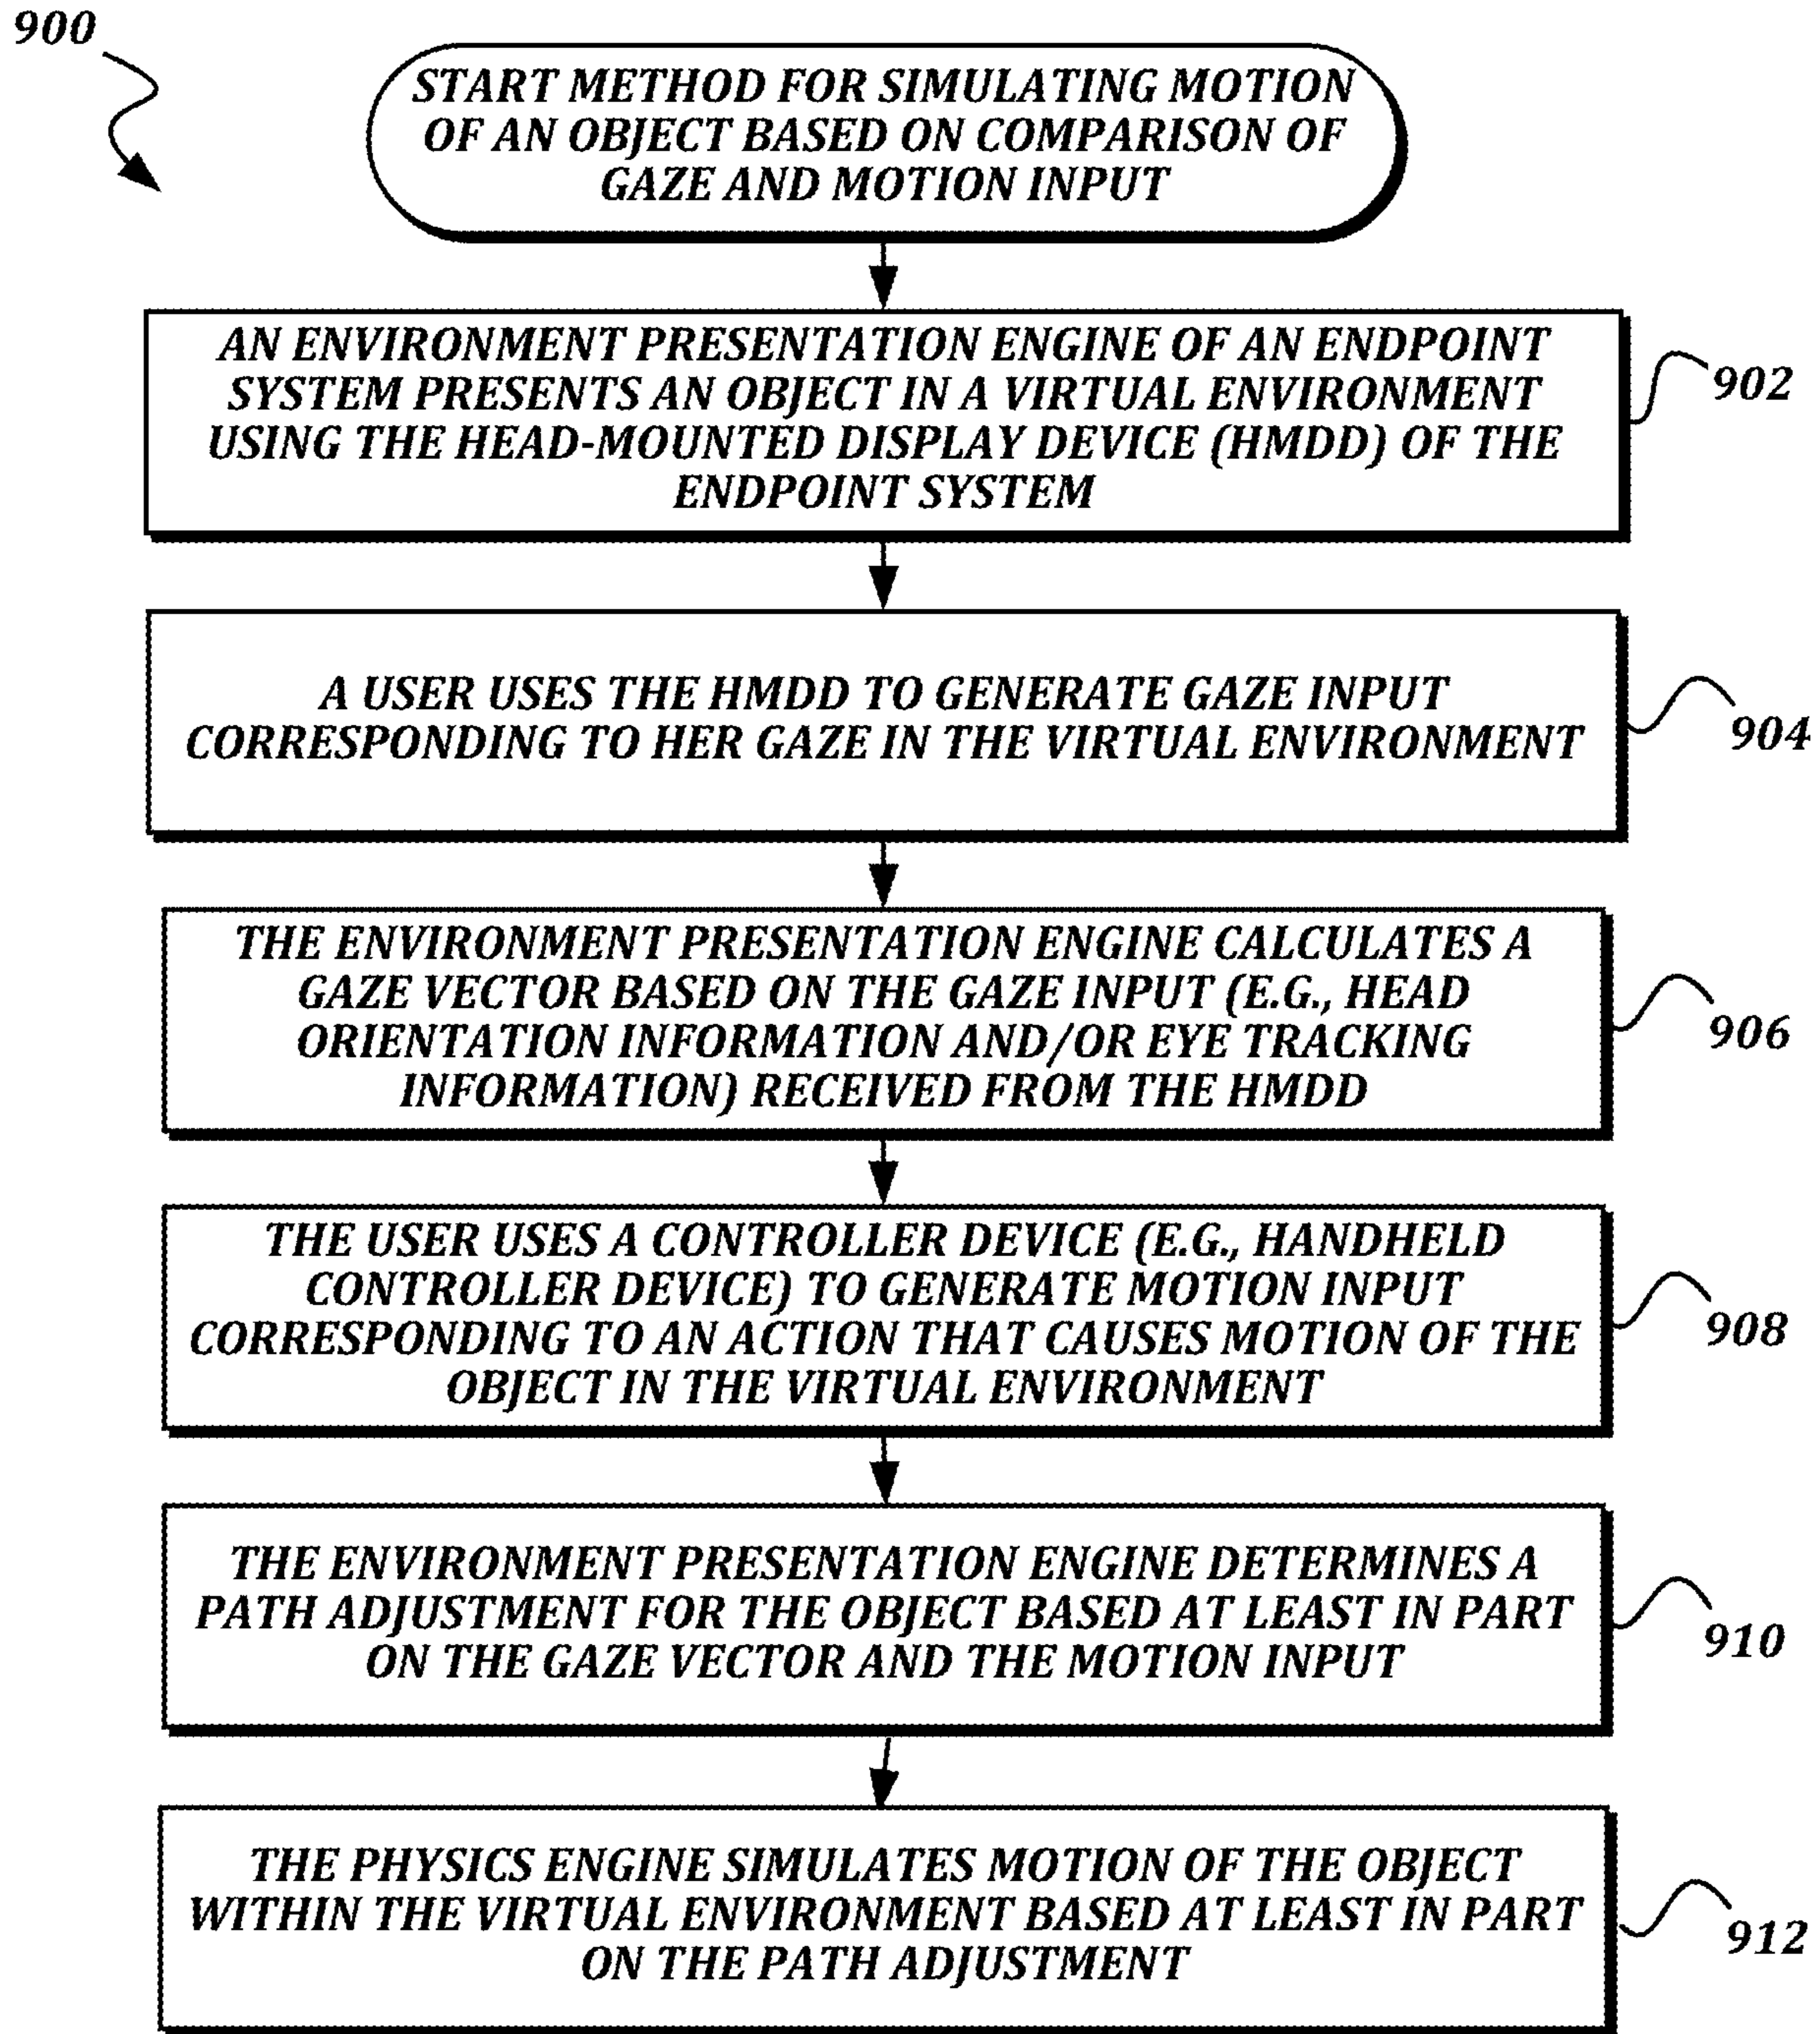 900
START METHOD FOR SIMULATING MOTION
OF AN OBJECT BASED ON COMPARISON OF
GAZE AND MOTION INPUT
AN ENVIRONMENT PRESENTATION ENGINE OF AN ENDPOINT
SYSTEM PRESENTS AN OBJECT IN A VIRTUAL ENVIRONMENT
USING THE HEAD-MOUNTED DISPLAY DEVICE (HMDD) OF THE
ENDPOINT SYSTEM
902
A USER USES THE HMDD TO GENERATE GAZE INPUT
CORRESPONDING TO HER GAZE IN THE VIRTUAL ENVIRONMENT
904
THE ENVIRONMENT PRESENTATION ENGINE CALCULATES A
GAZE VECTOR BASED ON THE GAZE INPUT (E.G., HEAD
ORIENTATION INFORMATION AND/OR EYE TRACKING
INFORMATION) RECEIVED FROM THE HMDD
906
THE USER USES A CONTROLLER DEVICE (E.G., HANDHELD
CONTROLLER DEVICE) TO GENERATE MOTION INPUT
CORRESPONDING TO AN ACTION THAT CAUSES MOTION OF THE
OBJECT IN THE VIRTUAL ENVIRONMENT
908
THE ENVIRONMENT PRESENTATION ENGINE DETERMINES A
PATH ADJUSTMENT FOR THE OBJECT BASED AT LEAST IN PART
ON THE GAZE VECTOR AND THE MOTION INPUT
910
THE PHYSICS ENGINE SIMULATES MOTION OF THE OBJECT
WITHIN THE VIRTUAL ENVIRONMENT BASED AT LEAST IN PART
ON THE PATH ADJUSTMENT
912